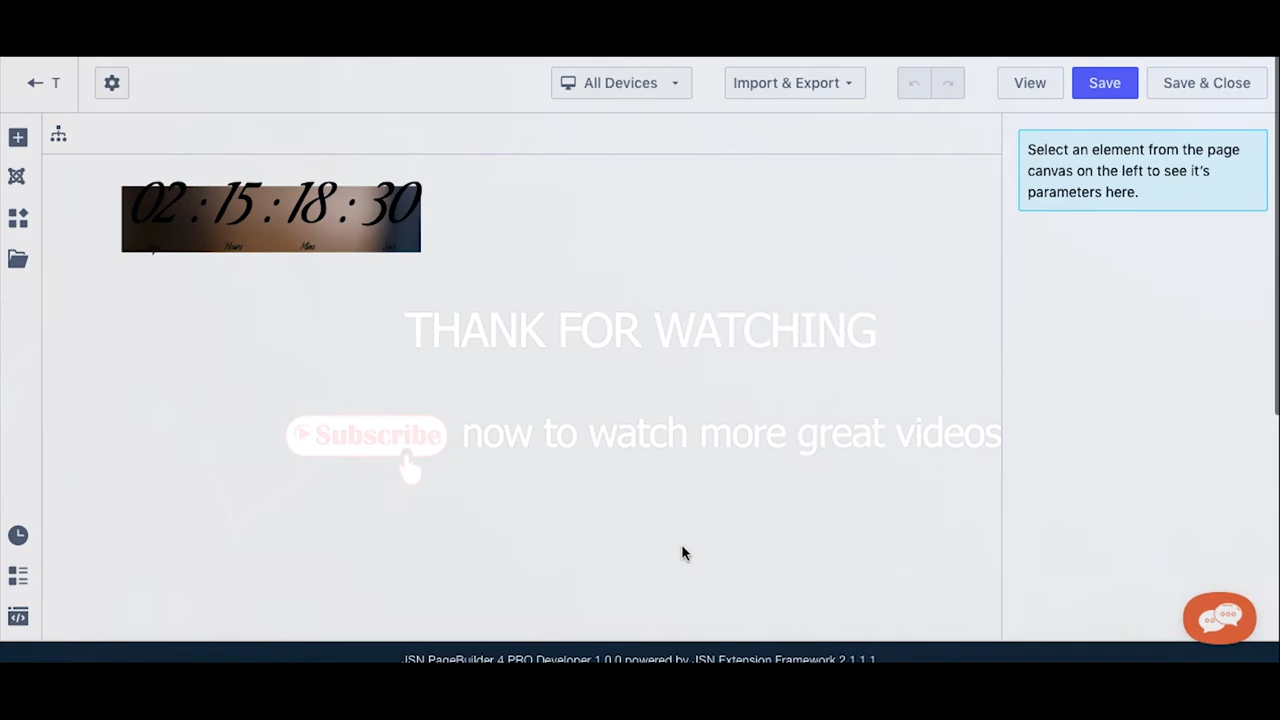 T
All Devices
Import & Export
View
Save
Save & Close
Select an element from the page
canvas on the left to see it's
parameters here.
02 : 15 : 18 : 30
Hours
Mins
Secs
THANK FOR WATCHING
Subscribe now to watch more great videos
JSN PageBuilder 4 PRO Developer 1.0.0 powered by JSN Extension Framework 2.1.1.1